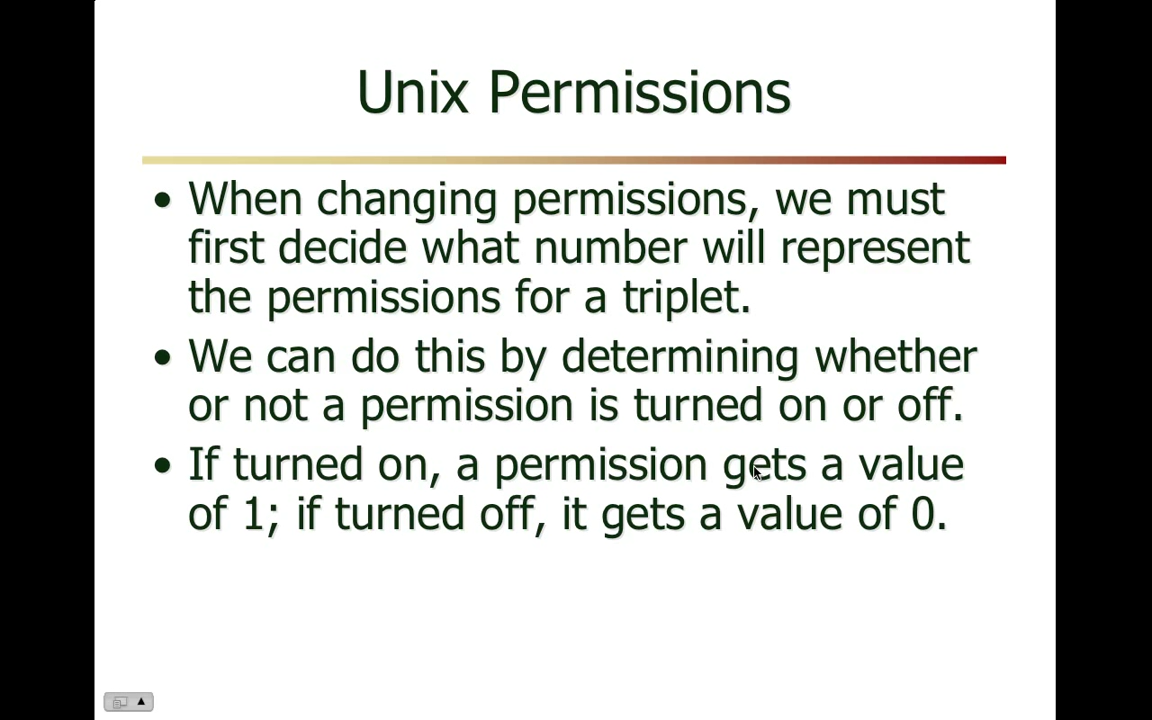 Unix Permissions
• When changing permissions, we must
first decide what number will represent
the permissions for a triplet.
• We can do this by determining whether
or not a permission is turned on or off.
• If turned on, a permission gets a value
of 1; if turned off, it gets a value of 0.